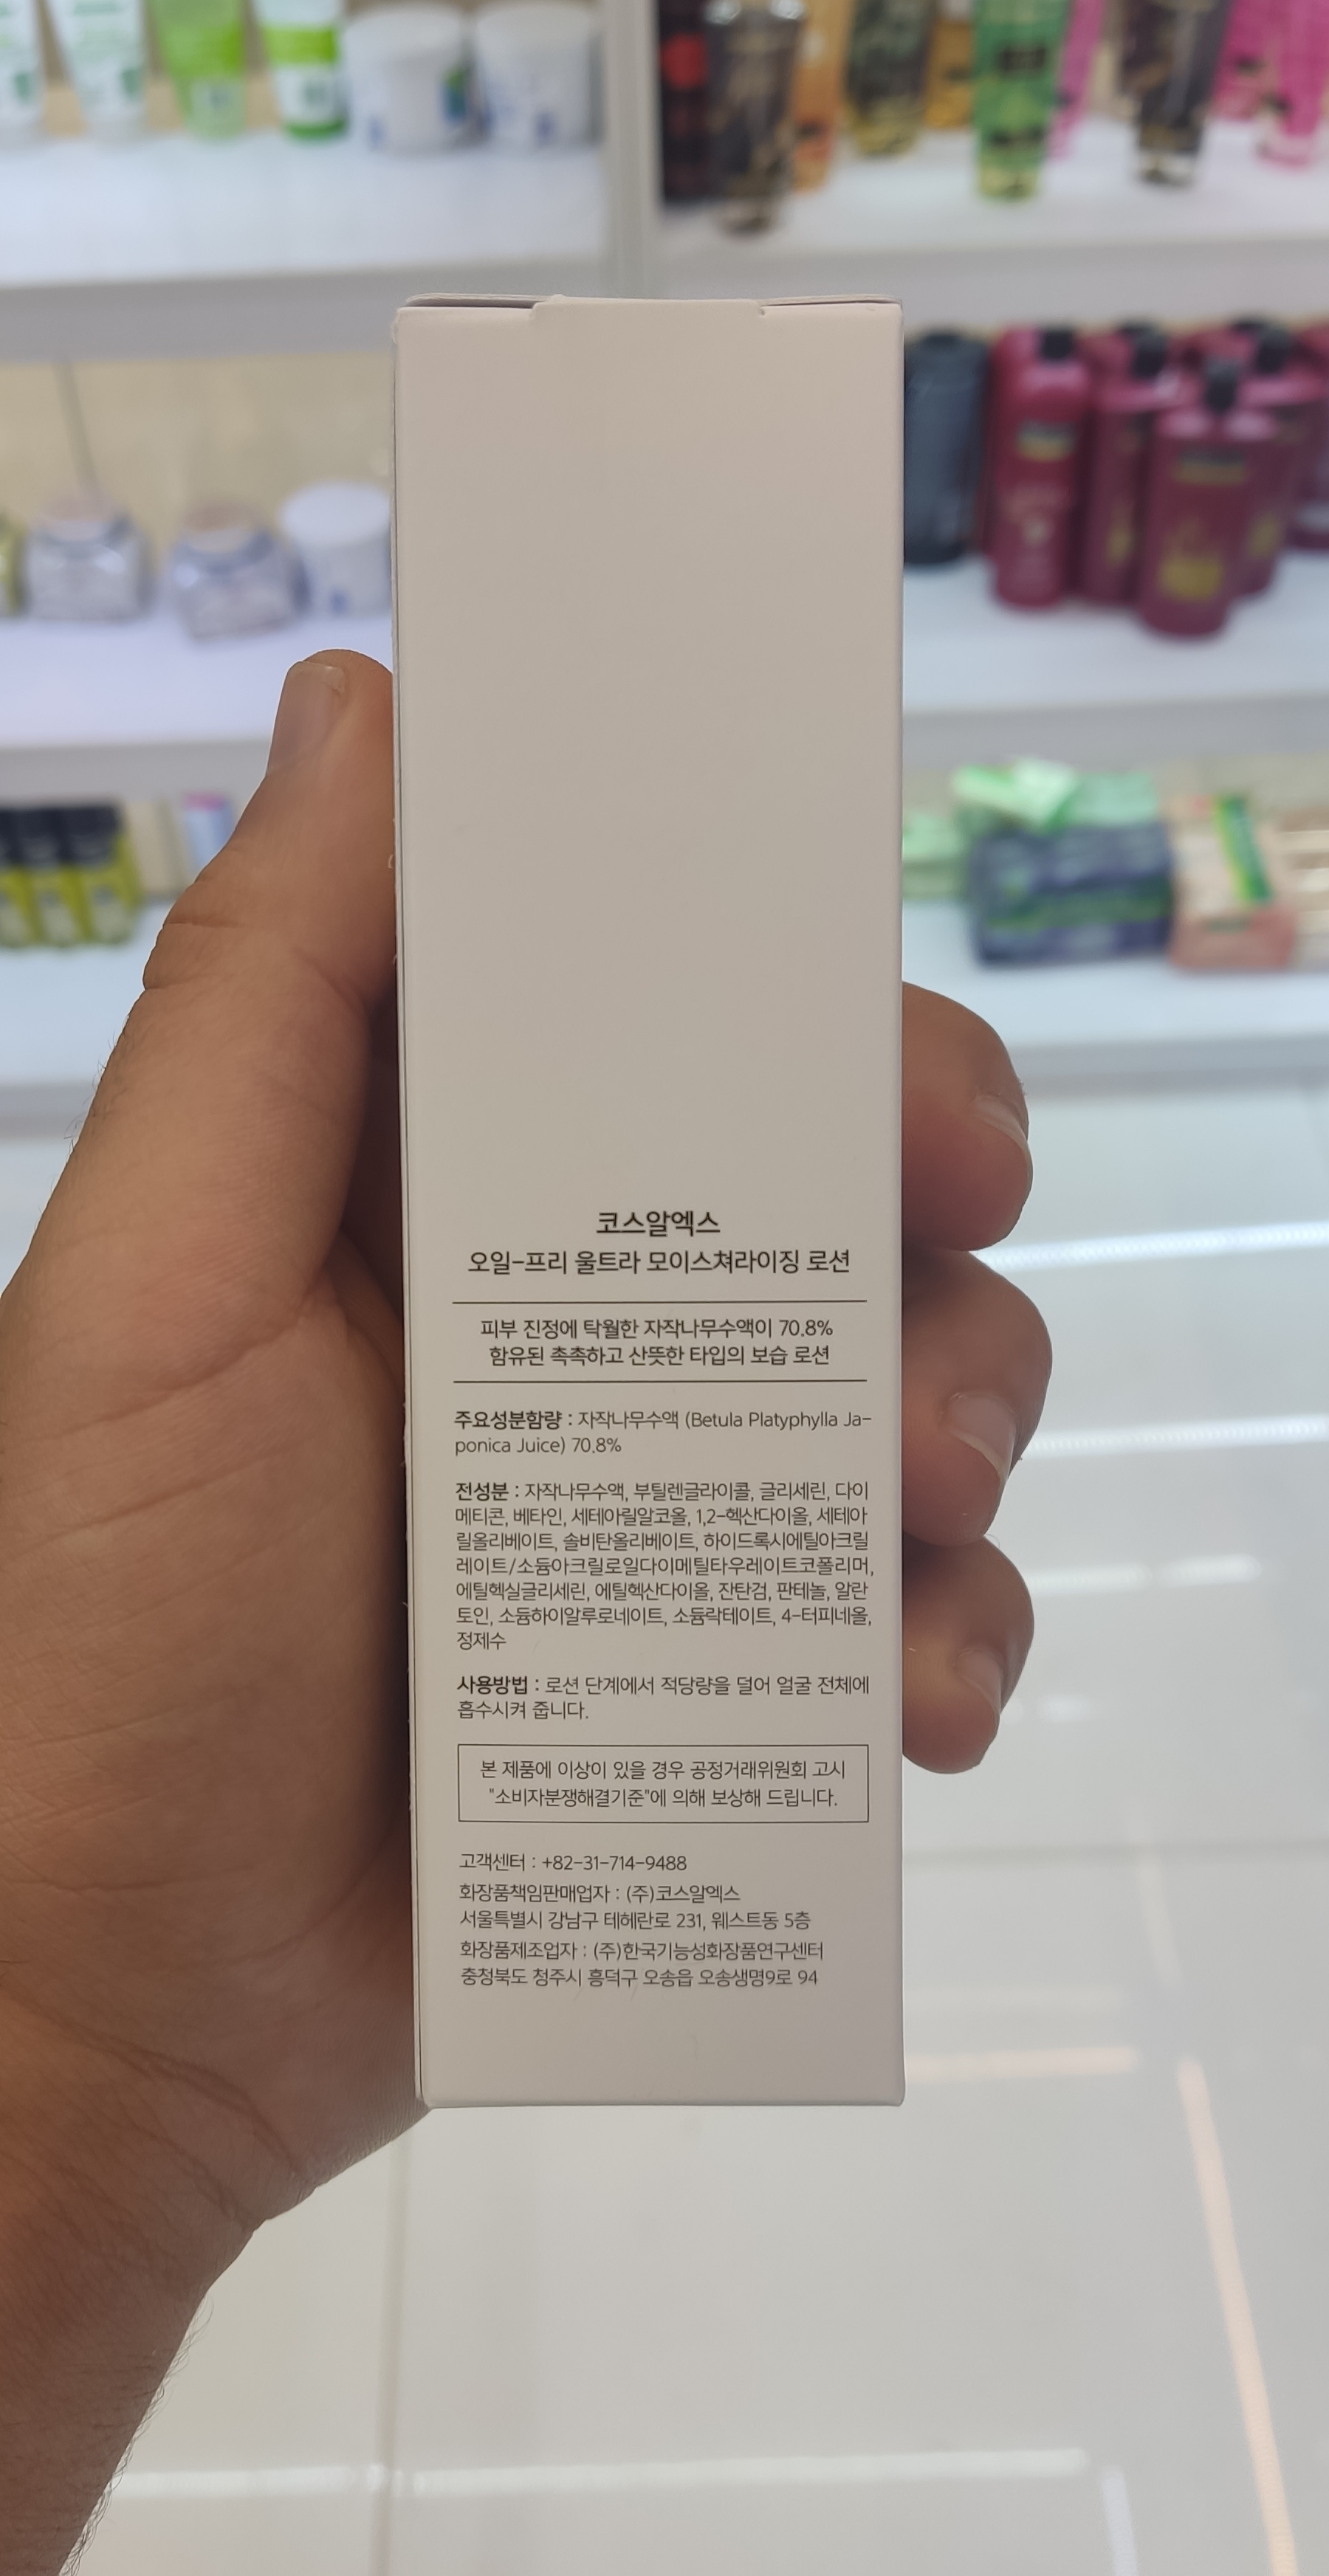 코스알엑스
오일-프리 울트라 모이스쳐라이징 로션
피부 진정에 탁월한 자작나무수액이 70.8%
함유된 촉촉하고 산뜻한 타입의 보습 로션
주요성분함량 : 자작나무수액 (Betula Platyphylla Ja-
ponica Juice) 70.8%
전성분 : 자작나무수액, 부틸렌글라이콜, 글리세린, 다이
메티콘, 베타인, 세테아릴알코올, 1,2-헥산다이올, 세테아
릴올리베이트, 솔비탄올리베이트, 하이드록시에틸아크릴
레이트/소듐아크릴로일다이메틸타우레이트코폴리머,
에틸헥실글리세린, 에틸헥산다이올, 잔탄검, 판테놀, 알란
토인, 소듐하이알루로네이트, 소듐락테이트, 4-터피네올,
정제수
사용방법 : 로션 단계에서 적당량을 덜어 얼굴 전체에
흡수시켜 줍니다.
본 제품에 이상이 있을 경우 공정거래위원회 고시
"소비자분쟁해결기준"에 의해 보상해 드립니다.
고객센터 : +82-31-714-9488
화장품책임판매업자 : (주)코스알엑스
서울특별시 강남구 테헤란로 231, 웨스트동 5층
화장품제조업자 : (주)한국기능성화장품연구센터
충청북도 청주시 흥덕구 오송읍 오송생명9로 94